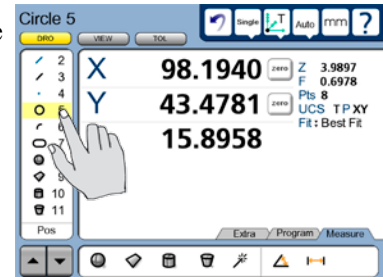 Circle 5
e
Single
Auto
mm
?
DRO
VIEW
TOL
2
3
4
5
6
7
9
10
11
Pos
X 98.1940 zero
Y 43.4781 zero
15.8958
Z 3.9897
F 0.6978
Pts 8
UCS T P XY
Fit: Best Fit
Extra
Program
Measure